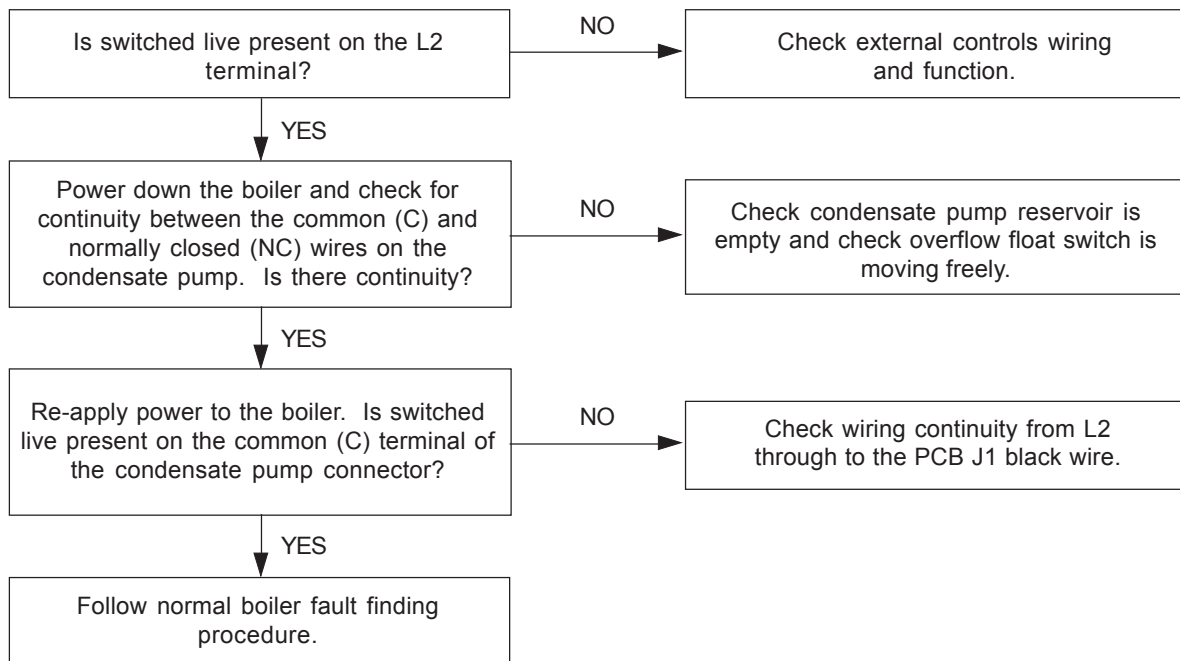 Is switched live present on the L2
terminal?
NO
Check external controls wiring
and function.
YES
Power down the boiler and check for
continuity between the common (C) and
normally closed (NC) wires on the
condensate pump. Is there continuity?
NO
Check condensate pump reservoir is
empty and check overflow float switch is
moving freely.
YES
Re-apply power to the boiler. Is switched
live present on the common (C) terminal of
the condensate pump connector?
NO
Check wiring continuity from L2
through to the PCB J1 black wire.
YES
Follow normal boiler fault finding
procedure.